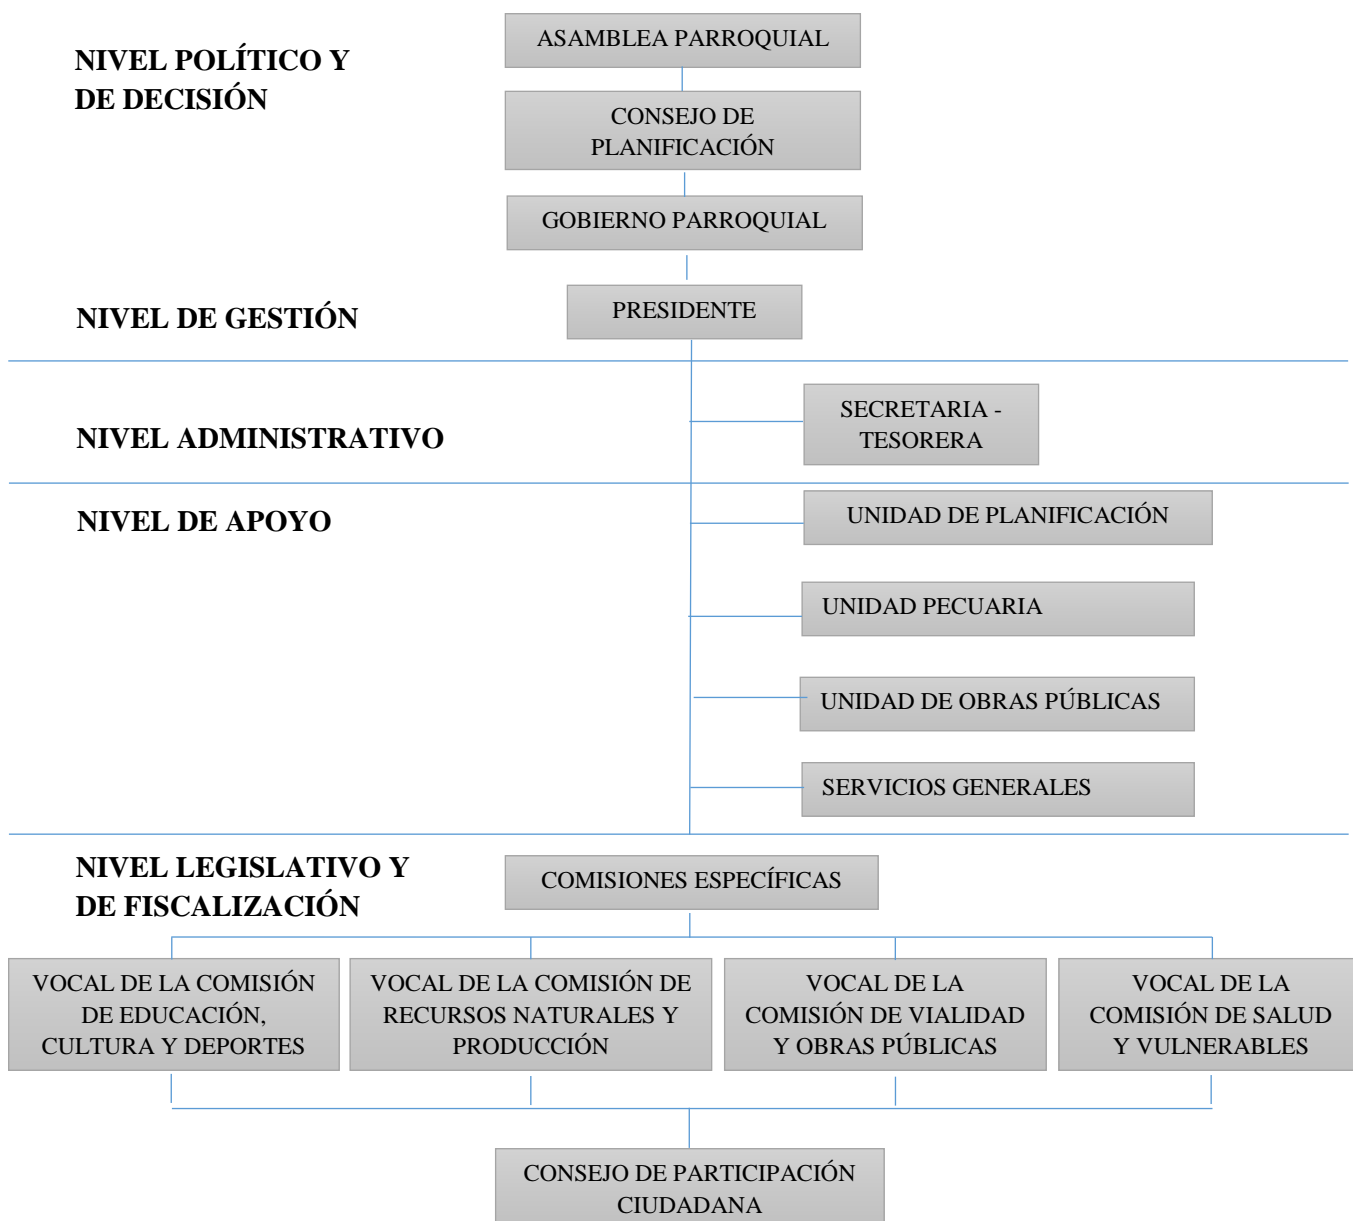 NIVEL POLÍTICO Y
DE DECISIÓN
ASAMBLEA PARROQUIAL
CONSEJO DE
PLANIFICACIÓN
GOBIERNO PARROQUIAL
NIVEL DE GESTIÓN
PRESIDENTE
NIVEL ADMINISTRATIVO
SECRETARIA -
TESORERA
NIVEL DE APOYO
UNIDAD DE PLANIFICACIÓN
UNIDAD PECUARIA
UNIDAD DE OBRAS PÚBLICAS
SERVICIOS GENERALES
NIVEL LEGISLATIVO Y
DE FISCALIZACIÓN
COMISIONES ESPECÍFICAS
VOCAL DE LA COMISIÓN
DE EDUCACIÓN,
CULTURA Y DEPORTES
VOCAL DE LA COMISIÓN DE
RECURSOS NATURALES Y
PRODUCCIÓN
VOCAL DE LA
COMISIÓN DE VIALIDAD
Y OBRAS PÚBLICAS
VOCAL DE LA
COMISIÓN DE SALUD
Y VULNERABLES
CONSEJO DE PARTICIPACIÓN
CIUDADANA